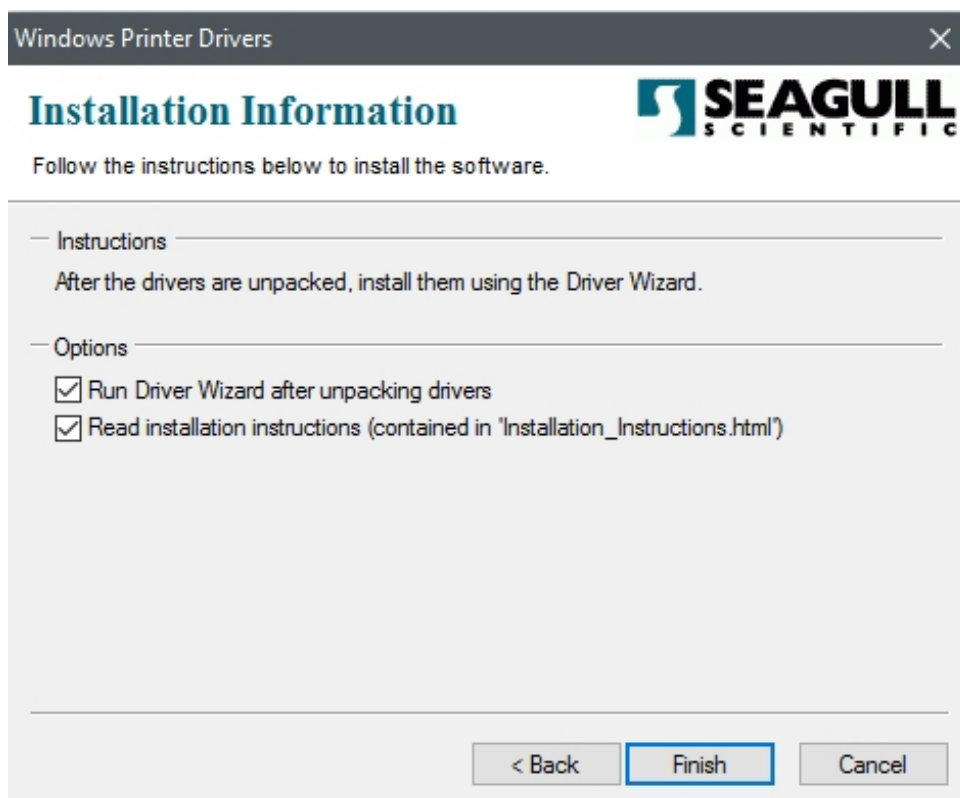 Windows Printer Drivers
Installation Information
SEAGULL
SCIENTIFIC
Follow the instructions below to install the software.
Instructions
After the drivers are unpacked, install them using the Driver Wizard.
Options
Run Driver Wizard after unpacking drivers
Read installation instructions (contained in 'Installation_Instructions.html')
< Back
Finish
Cancel